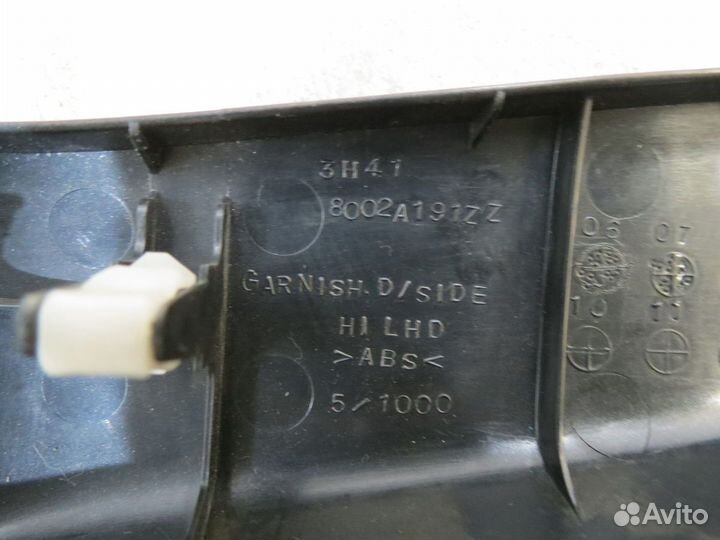 3H41
8002A191ZZ
GARNISH.D/SIDE
HI LHD
>ABS<
5/1000
06 07
10 11
Avito